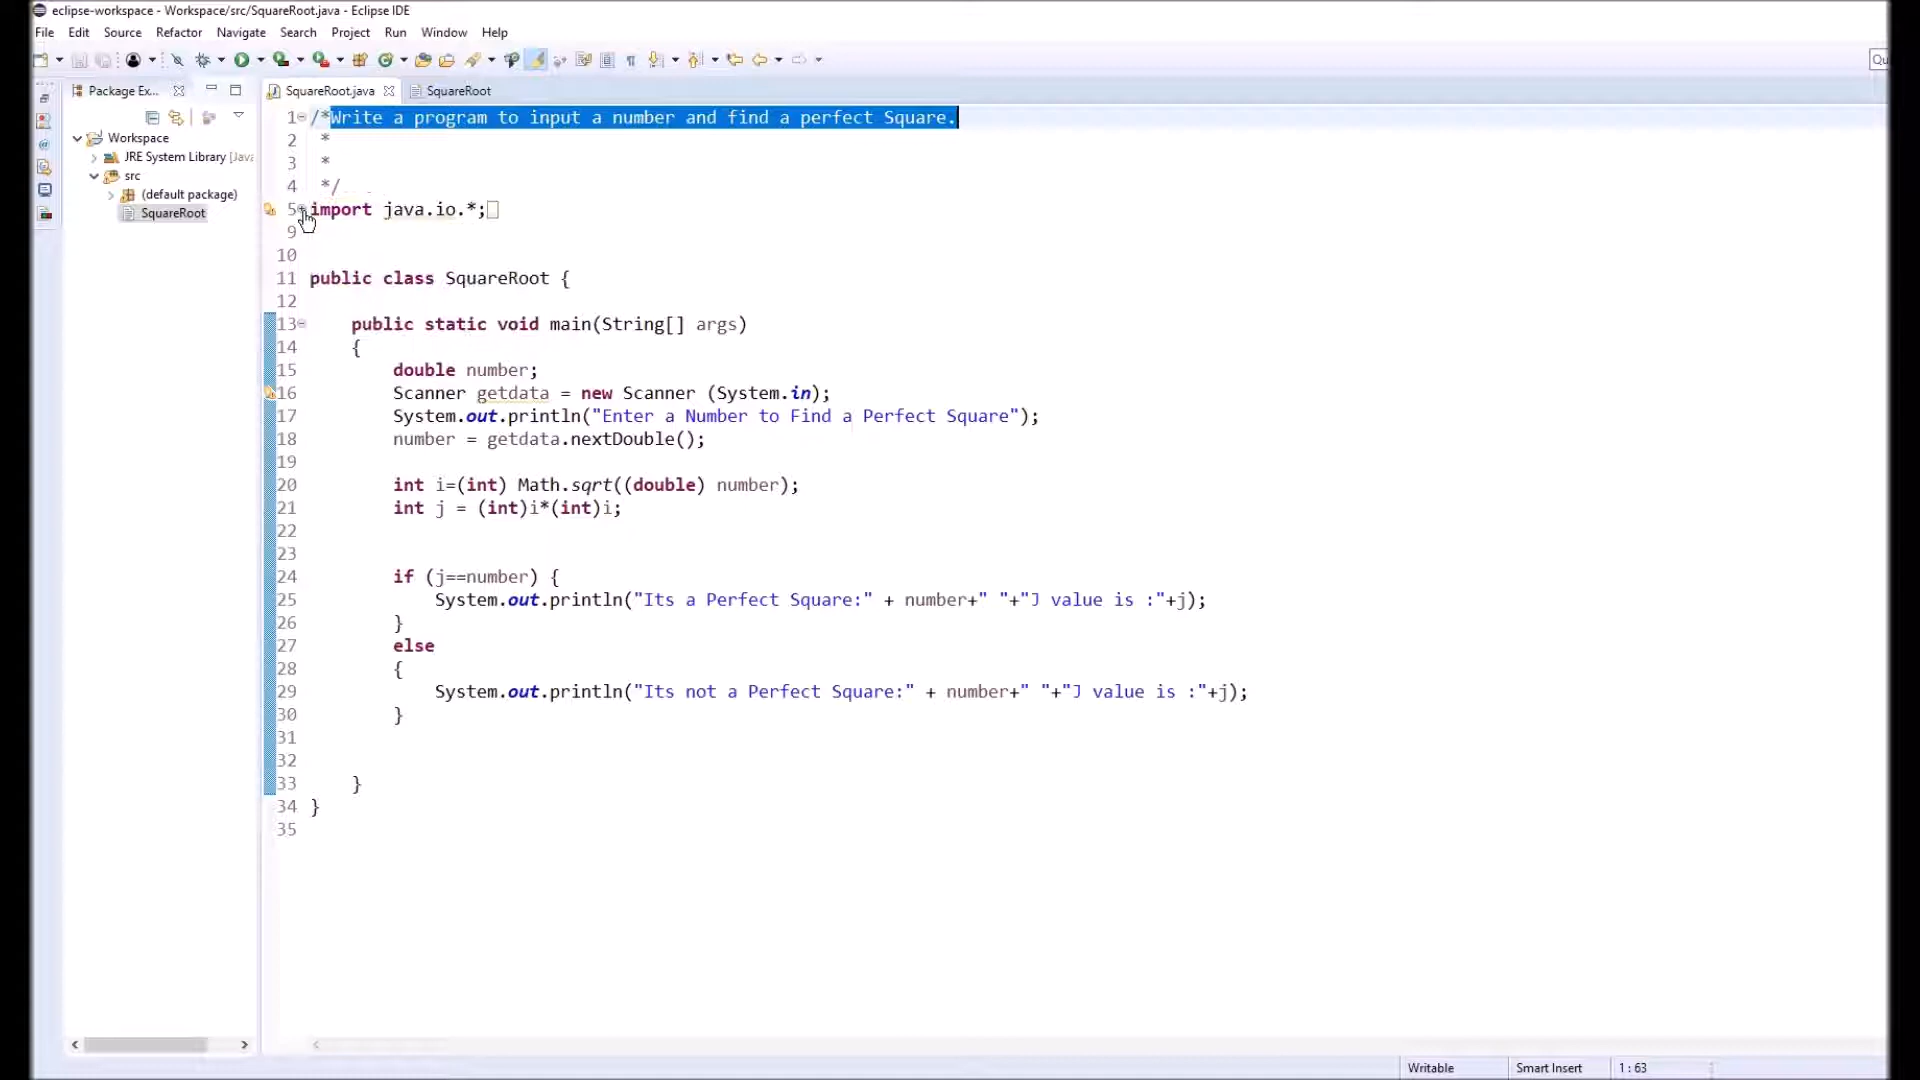 eclipse-workspace - Workspace/src/SquareRoot.java - Eclipse IDE
File Edit Source Refactor Navigate Search Project Run Window Help
Package Ex... SquareRoot.java SquareRoot
Workspace
JRE System Library [Java
src
(default package)
SquareRoot
1 /*Write a program to input a number and find a perfect Square.
2 *
3 *
4 */
5 import java.io.*;
9
10
11 public class SquareRoot {
12
13 public static void main(String[] args)
14 {
15 double number;
16 Scanner getdata = new Scanner (System.in);
17 System.out.println("Enter a Number to Find a Perfect Square");
18 number = getdata.nextDouble();
19
20 int i=(int) Math.sqrt((double) number);
21 int j = (int)i*(int)i;
22
23
24 if (j==number) {
25 System.out.println("Its a Perfect Square:" + number+" "+"J value is :"+j);
26 }
27 else
28 {
29 System.out.println("Its not a Perfect Square:" + number+" "+"J value is :"+j);
30 }
31
32
33 }
34 }
35
Qu
Writable Smart Insert 1 : 63